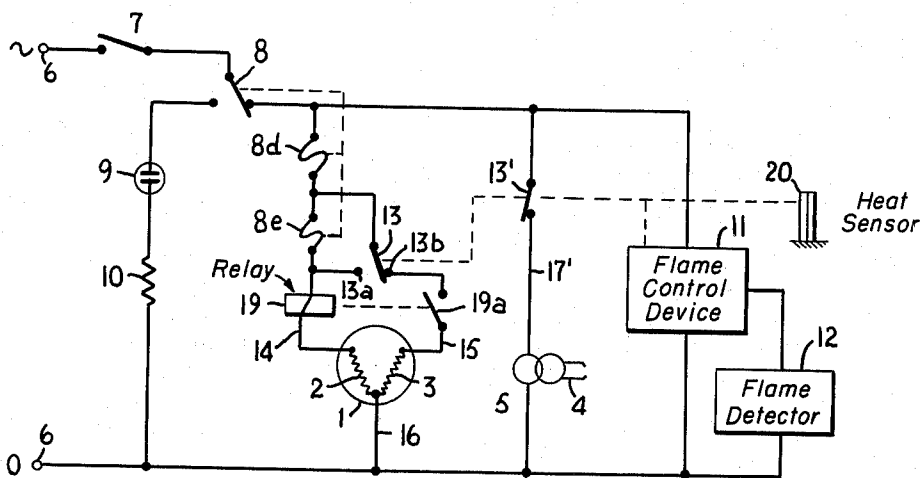 7
8
~
6
9
8d
13'
20
Heat
Sensor
13
11
8e
13b
10
Relay
13a
17'
Flame
Control
Device
19
19a
12
14
15
Flame
Detector
2
3
5
4
1
16
0
6